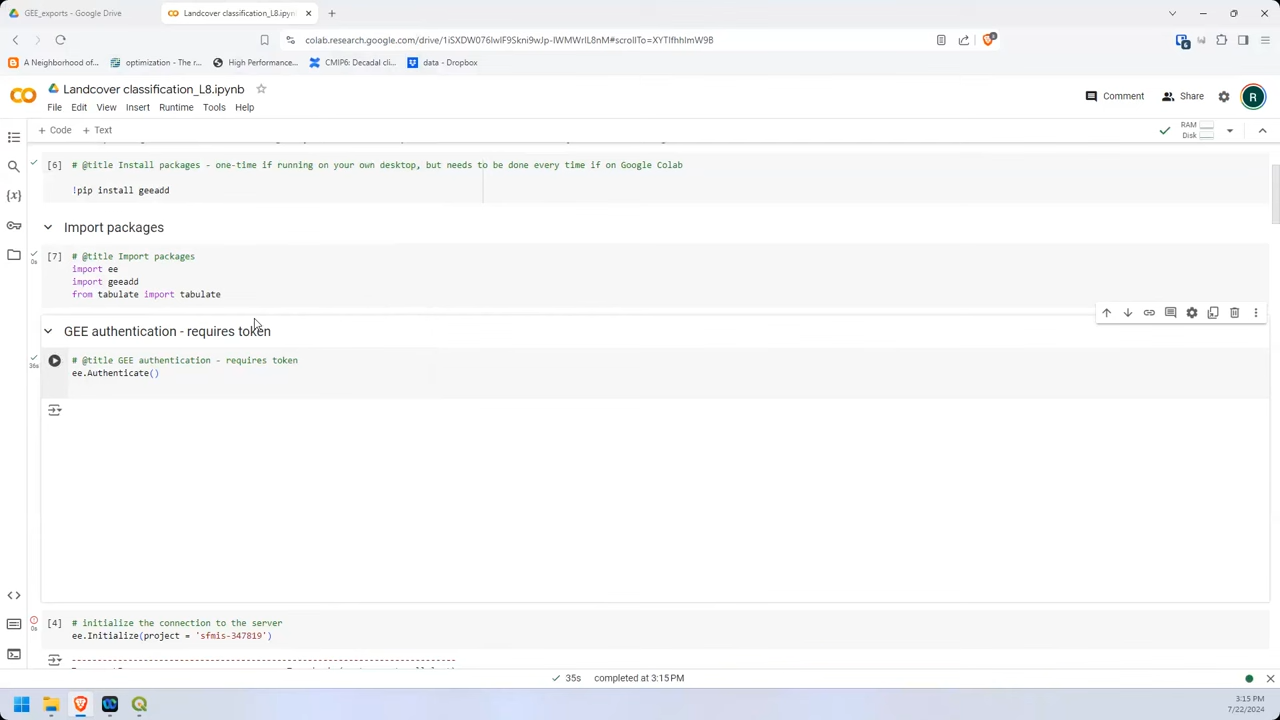 GEE_exports - Google Drive
Landcover classification_L8.ipynb
colab.research.google.com/drive/1iSXDW076IwIF9Skni9wJp-IWMWrIL8nM#scrollTo=XYTlfhhImW9B
A Neighborhood of...
optimization - The r...
High Performance...
CMIP6: Decadal cli...
data - Dropbox
CO
Landcover classification_L8.ipynb
Comment
Share
R
File Edit View Insert Runtime Tools Help
+ Code + Text
RAM
Disk
[6] # @title Install packages - one-time if running on your own desktop, but needs to be done every time if on Google Colab
!pip install geeadd
Import packages
0s
[7] # @title Import packages
import ee
import geeadd
from tabulate import tabulate
GEE authentication - requires token
36s
# @title GEE authentication - requires token
ee.Authenticate()
0s
[4] # initialize the connection to the server
ee.Initialize(project = 'sfmis-347819')
---------------------------------------------------------------------------
35s completed at 3:15 PM
3:15 PM
7/22/2024